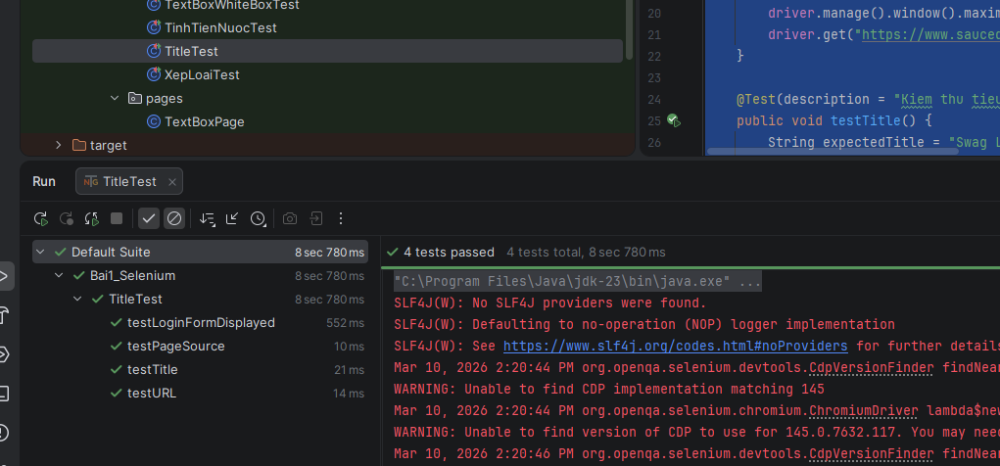 TextBoxWhiteBoxTest
TinhTienNuocTest
TitleTest
XepLoaiTest
pages
TextBoxPage
target
20 driver.manage().window().maxim
21 driver.get("https://www.sauced
22 }
23
24 @Test(description = "Kiem thu tieu
25 public void testTitle() {
26 String expectedTitle = "Swag L
Run TitleTest
Default Suite 8 sec 780 ms
Bai1_Selenium 8 sec 780 ms
TitleTest 8 sec 780 ms
testLoginFormDisplayed 552 ms
testPageSource 10 ms
testTitle 21 ms
testURL 14 ms
4 tests passed 4 tests total, 8 sec 780 ms
"C:\Program Files\Java\jdk-23\bin\java.exe" ...
SLF4J(W): No SLF4J providers were found.
SLF4J(W): Defaulting to no-operation (NOP) logger implementation
SLF4J(W): See https://www.slf4j.org/codes.html#noProviders for further details
Mar 10, 2026 2:20:44 PM org.openqa.selenium.devtools.CdpVersionFinder findNear
WARNING: Unable to find CDP implementation matching 145
Mar 10, 2026 2:20:44 PM org.openqa.selenium.chromium.ChromiumDriver lambda$new
WARNING: Unable to find version of CDP to use for 145.0.7632.117. You may need
Mar 10, 2026 2:20:46 PM org.openqa.selenium.devtools.CdpVersionFinder findNear